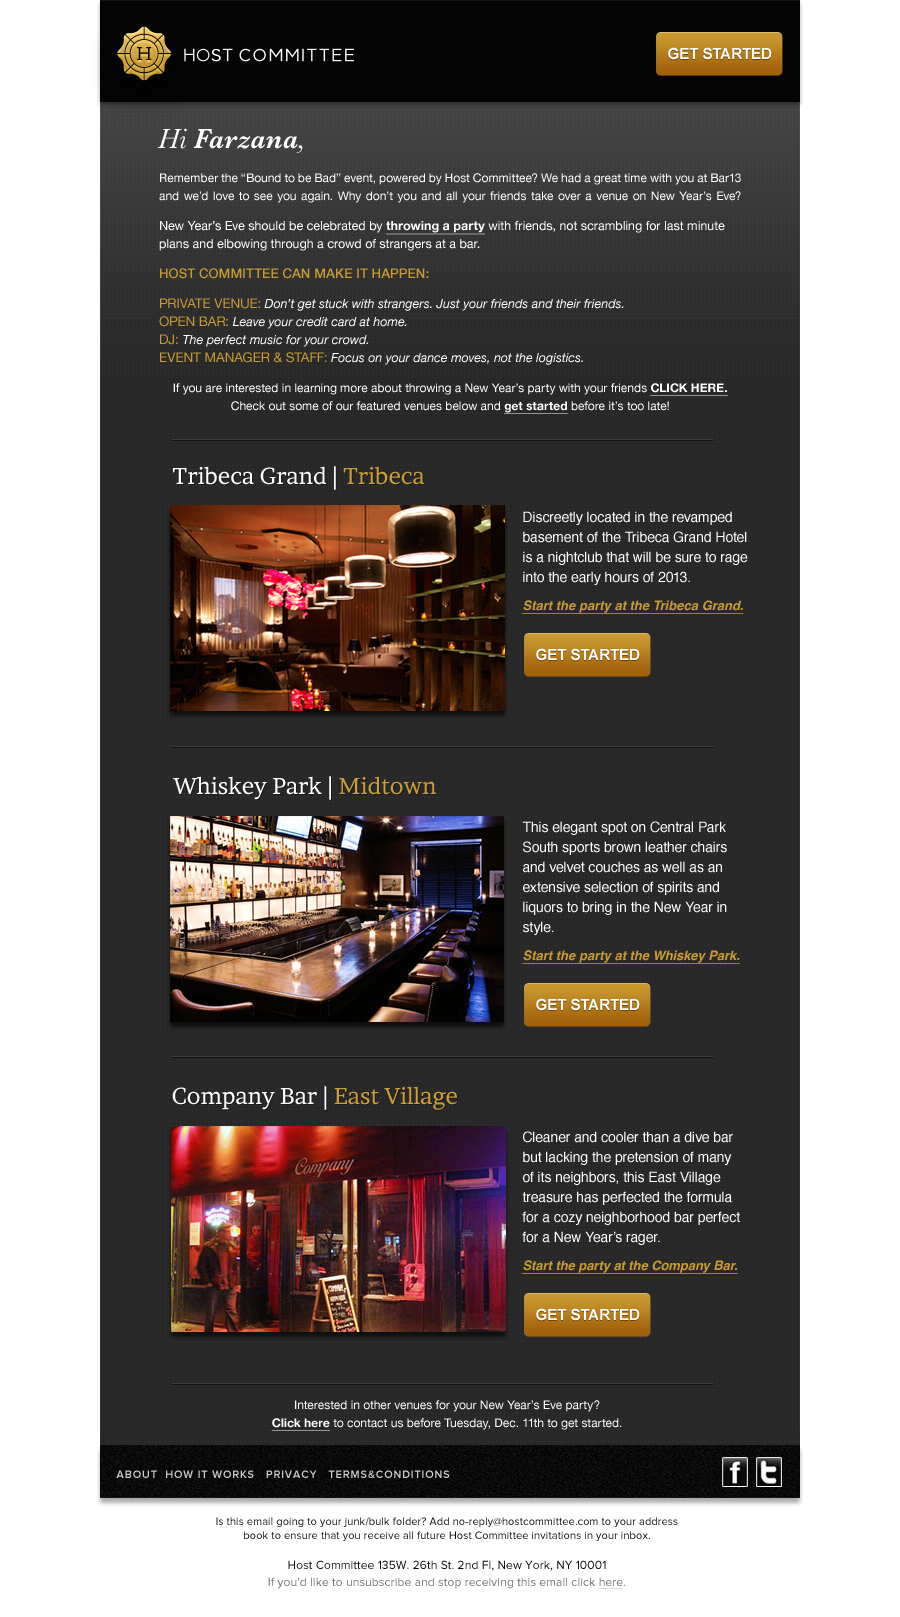 H HOST COMMITTEE
GET STARTED
Hi Farzana,
Remember the “Bound to be Bad” event, powered by Host Committee? We had a great time with you at Bar13
and we’d love to see you again. Why don’t you and all your friends take over a venue on New Year’s Eve?
New Year’s Eve should be celebrated by throwing a party with friends, not scrambling for last minute
plans and elbowing through a crowd of strangers at a bar.
HOST COMMITTEE CAN MAKE IT HAPPEN:
PRIVATE VENUE: Don’t get stuck with strangers. Just your friends and their friends.
OPEN BAR: Leave your credit card at home.
DJ: The perfect music for your crowd.
EVENT MANAGER & STAFF: Focus on your dance moves, not the logistics.
If you are interested in learning more about throwing a New Year’s party with your friends CLICK HERE.
Check out some of our featured venues below and get started before it’s too late!
Tribeca Grand | Tribeca
Discreetly located in the revamped
basement of the Tribeca Grand Hotel
is a nightclub that will be sure to rage
into the early hours of 2013.
Start the party at the Tribeca Grand.
GET STARTED
Whiskey Park | Midtown
This elegant spot on Central Park
South sports brown leather chairs
and velvet couches as well as an
extensive selection of spirits and
liquors to bring in the New Year in
style.
Start the party at the Whiskey Park.
GET STARTED
Company Bar | East Village
Company
Cleaner and cooler than a dive bar
but lacking the pretension of many
of its neighbors, this East Village
treasure has perfected the formula
for a cozy neighborhood bar perfect
for a New Year’s rager.
Start the party at the Company Bar.
GET STARTED
Interested in other venues for your New Year’s Eve party?
Click here to contact us before Tuesday, Dec. 11th to get started.
ABOUT HOW IT WORKS PRIVACY TERMS&CONDITIONS
f t
Is this email going to your junk/bulk folder? Add no-reply@hostcommittee.com to your address
book to ensure that you receive all future Host Committee invitations in your inbox.
Host Committee 135W. 26th St. 2nd Fl, New York, NY 10001
If you’d like to unsubscribe and stop receiving this email click here.